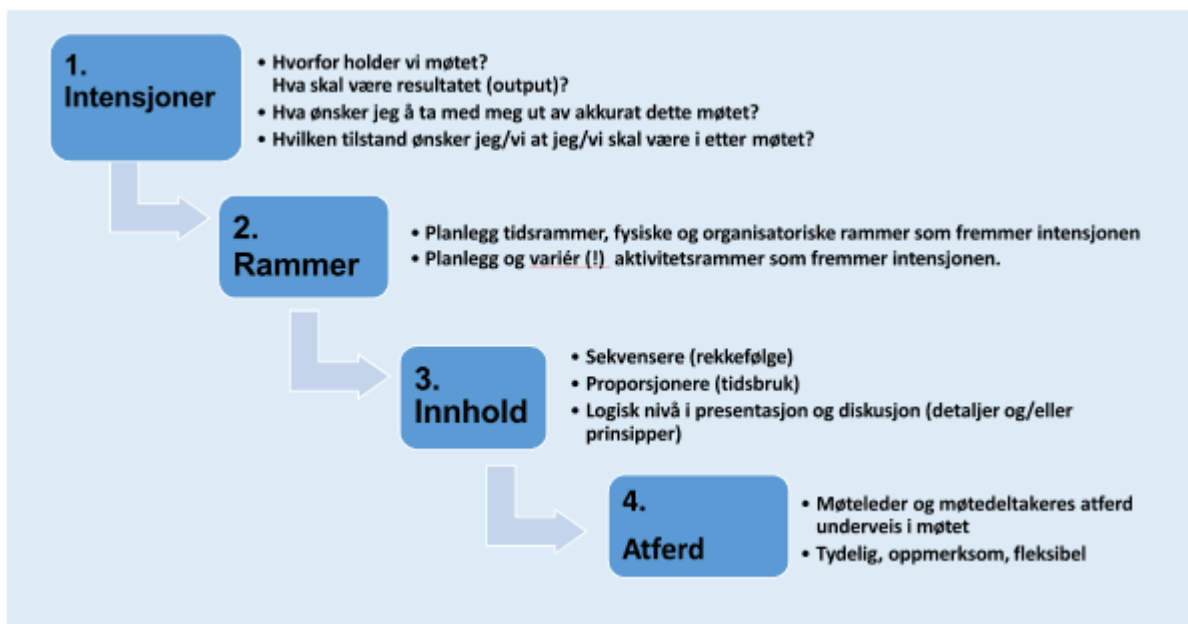 1.
Intensjoner
• Hvorfor holder vi møtet?
Hva skal være resultatet (output)?
• Hva ønsker jeg å ta med meg ut av akkurat dette møtet?
• Hvilken tilstand ønsker jeg/vi at jeg/vi skal være i etter møtet?
2.
Rammer
• Planlegg tidsrammer, fysiske og organisatoriske rammer som fremmer intensjonen
• Planlegg og variér (!) aktivitetsrammer som fremmer intensjonen.
3.
Innhold
• Sekvensere (rekkefølge)
• Proporsjonere (tidsbruk)
• Logisk nivå i presentasjon og diskusjon (detaljer og/eller
prinsipper)
4.
Atferd
• Møteleder og møtedeltakeres atferd
underveis i møtet
• Tydelig, oppmerksom, fleksibel